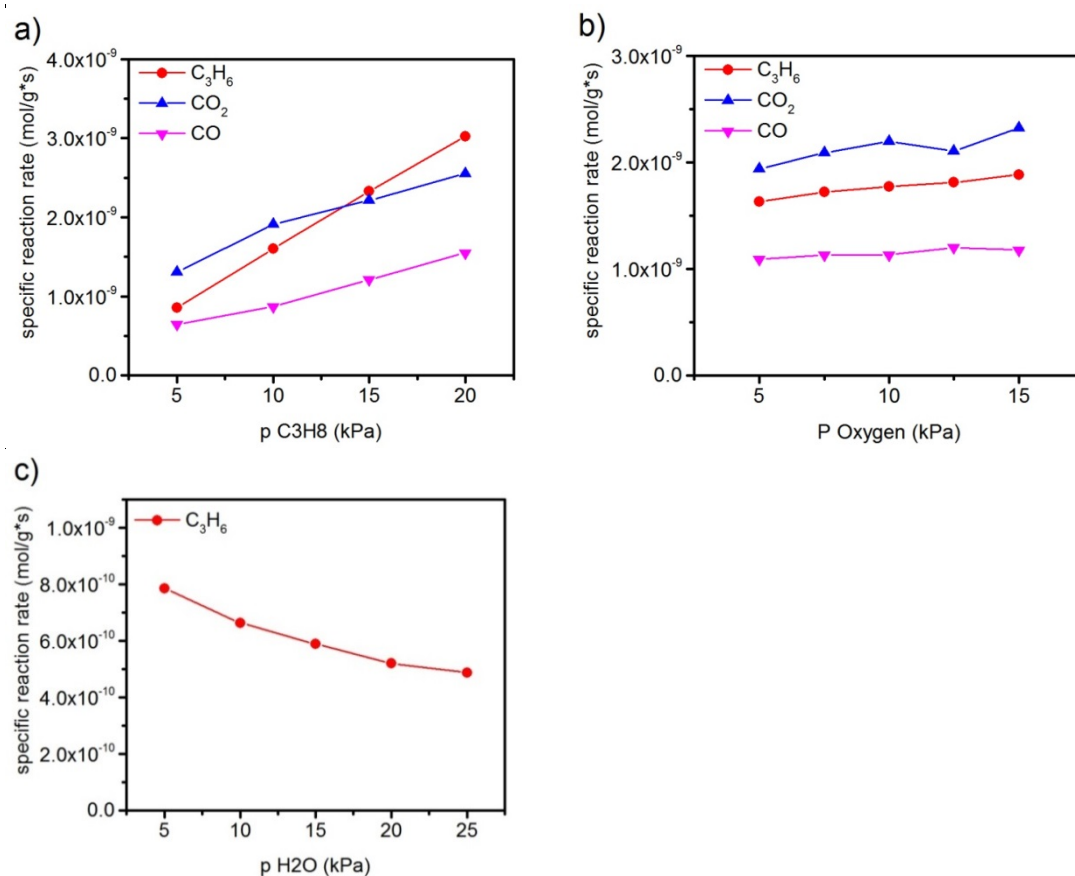 a)
4.0x10⁻⁹
3.0x10⁻⁹
2.0x10⁻⁹
1.0x10⁻⁹
0.0
specific reaction rate (mol/g*s)
C₃H₆
CO₂
CO
5 10 15 20
p C3H8 (kPa)
b)
3.0x10⁻⁹
2.0x10⁻⁹
1.0x10⁻⁹
0.0
specific reaction rate (mol/g*s)
C₃H₆
CO₂
CO
5 10 15
P Oxygen (kPa)
c)
1.0x10⁻⁹
8.0x10⁻¹⁰
6.0x10⁻¹⁰
4.0x10⁻¹⁰
2.0x10⁻¹⁰
0.0
specific reaction rate (mol/g*s)
C₃H₆
5 10 15 20 25
p H2O (kPa)